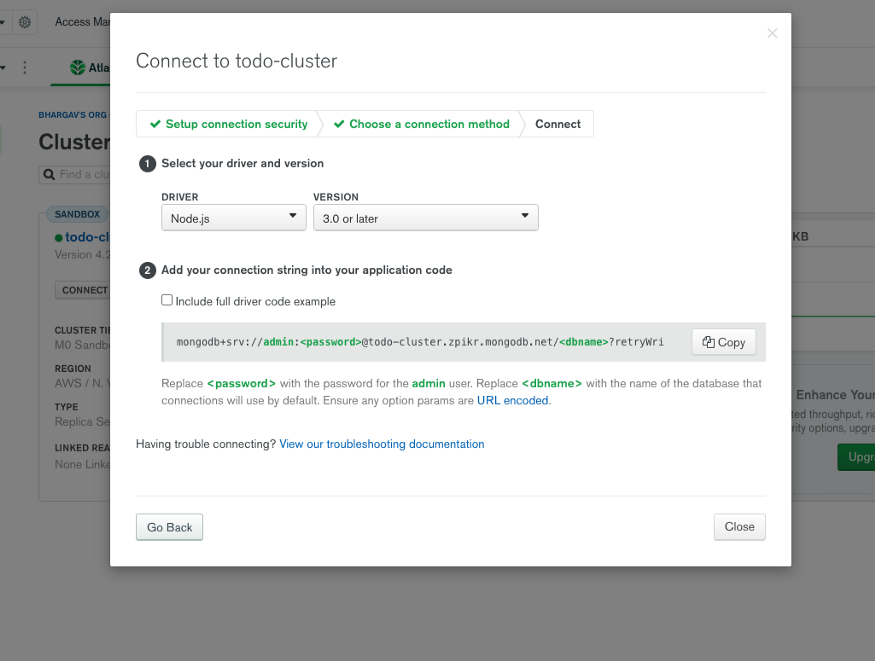 Access Mar
Atla
BHARGAV'S ORG
Cluster
Find a clu
SANDBOX
todo-cl
Version 4.2
CONNECT
CLUSTER TIE
M0 Sandb
REGION
AWS / N. V
TYPE
Replica Se
LINKED REA
None Linke
Connect to todo-cluster
Setup connection security
Choose a connection method
Connect
1 Select your driver and version
DRIVER VERSION
Node.js 3.0 or later
2 Add your connection string into your application code
Include full driver code example
mongodb+srv://admin:<password>@todo-cluster.zpikr.mongodb.net/<dbname>?retryWri
Copy
Replace <password> with the password for the admin user. Replace <dbname> with the name of the database that
connections will use by default. Ensure any option params are URL encoded.
Having trouble connecting? View our troubleshooting documentation
Go Back
Close
KB
Enhance Your
ted throughput, ric
rity options, upgra
Upgr